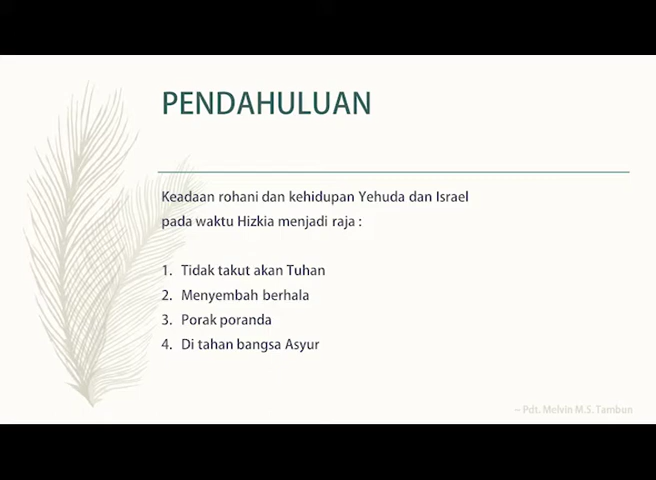 PENDAHULUAN
Keadaan rohani dan kehidupan Yehuda dan Israel
pada waktu Hizkia menjadi raja :
1. Tidak takut akan Tuhan
2. Menyembah berhala
3. Porak poranda
4. Di tahan bangsa Asyur
~ Pdt. Melvin M.S. Tambun